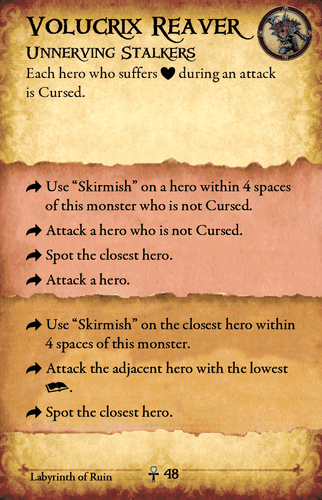 Volucrix Reaver
Unnerving Stalkers
Each hero who suffers ♥ during an attack
is Cursed.
Use “Skirmish” on a hero within 4 spaces
of this monster who is not Cursed.
Attack a hero who is not Cursed.
Spot the closest hero.
Attack a hero.
Use “Skirmish” on the closest hero within
4 spaces of this monster.
Attack the adjacent hero with the lowest
.
Spot the closest hero.
Labyrinth of Ruin
☥ 48